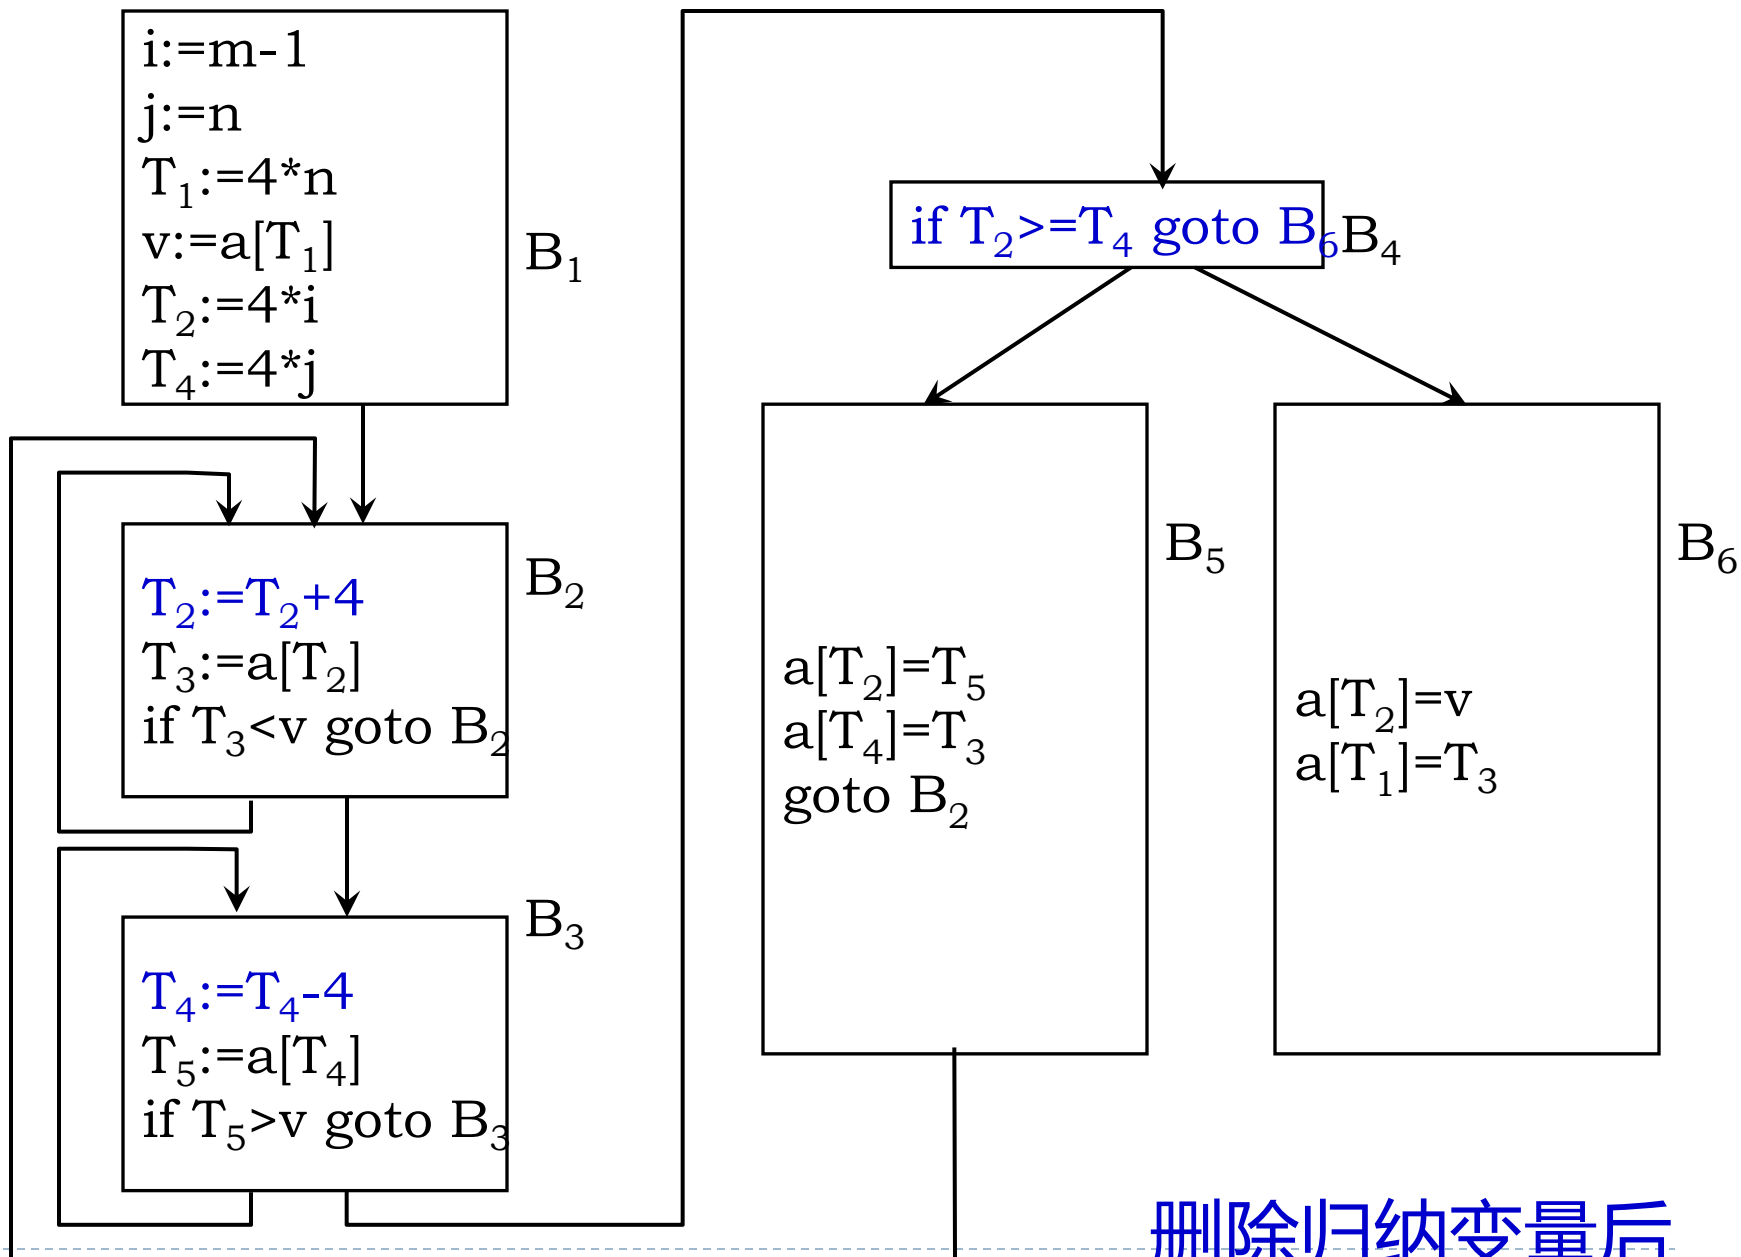 i:=m-1
j:=n
T₁:=4*n
v:=a[T₁]
T₂:=4*i
T₄:=4*j
B₁
T₂:=T₂+4
T₃:=a[T₂]
if T₃<v goto B₂
B₂
T₄:=T₄-4
T₅:=a[T₄]
if T₅>v goto B₃
B₃
if T₂>=T₄ goto B₆
B₄
a[T₂]=T₅
a[T₄]=T₃
goto B₂
B₅
a[T₂]=v
a[T₁]=T₃
B₆
删除归纳变量后